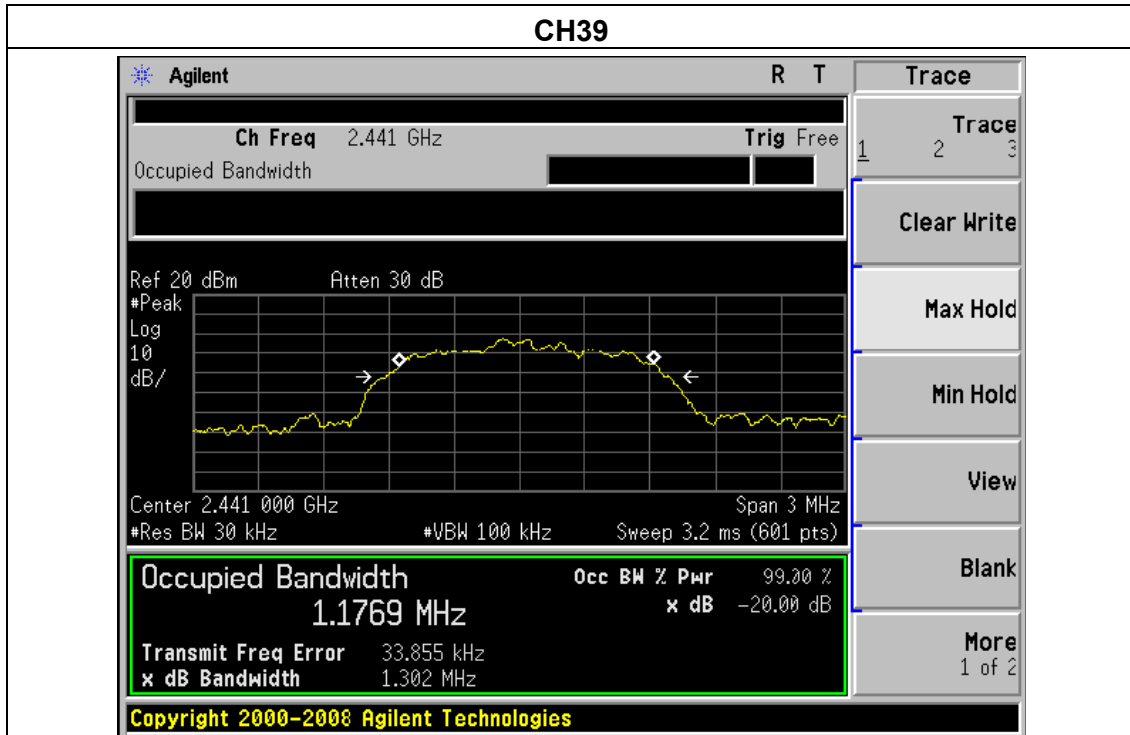 CH39
Agilent R T Trace
Ch Freq 2.441 GHz Trig Free
Occupied Bandwidth
Trace
1 2 3
Clear Write
Max Hold
Min Hold
View
Blank
More
1 of 2
Ref 20 dBm Atten 30 dB
#Peak
Log
10
dB/
Center 2.441 000 GHz Span 3 MHz
#Res BW 30 kHz #VBW 100 kHz Sweep 3.2 ms (601 pts)
Occupied Bandwidth Occ BW % Pwr 99.00 %
1.1769 MHz x dB -20.00 dB
Transmit Freq Error 33.855 kHz
x dB Bandwidth 1.302 MHz
Copyright 2000-2008 Agilent Technologies